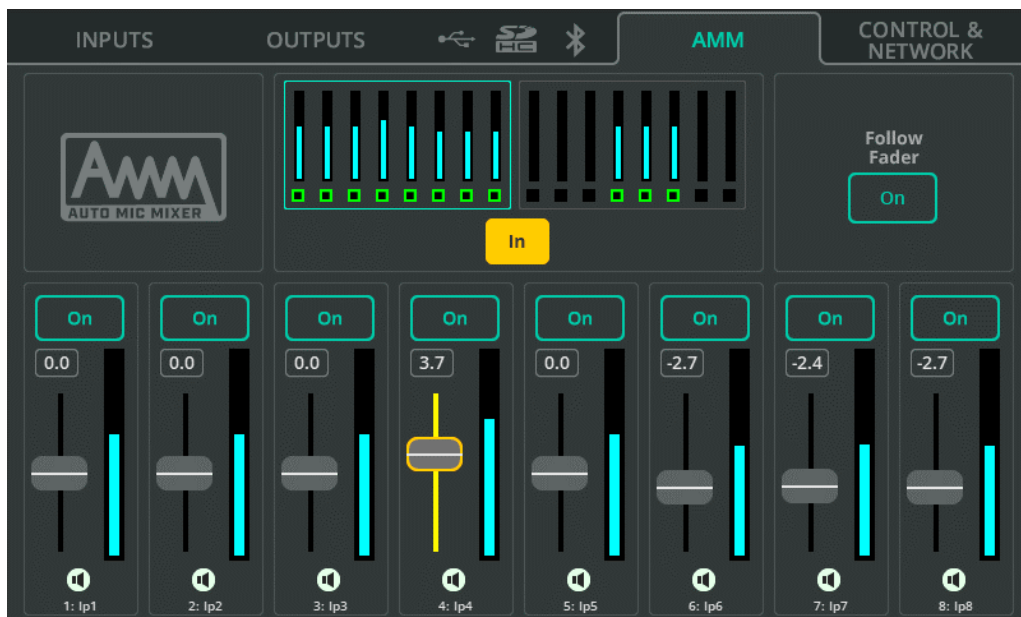 INPUTS
OUTPUTS
SD
HC
AMM
CONTROL &
NETWORK
AMM
AUTO MIC MIXER
In
Follow
Fader
On
On
On
On
On
On
On
On
On
0.0
0.0
0.0
3.7
0.0
-2.7
-2.4
-2.7
1: Ip1
2: Ip2
3: Ip3
4: Ip4
5: Ip5
6: Ip6
7: Ip7
8: Ip8